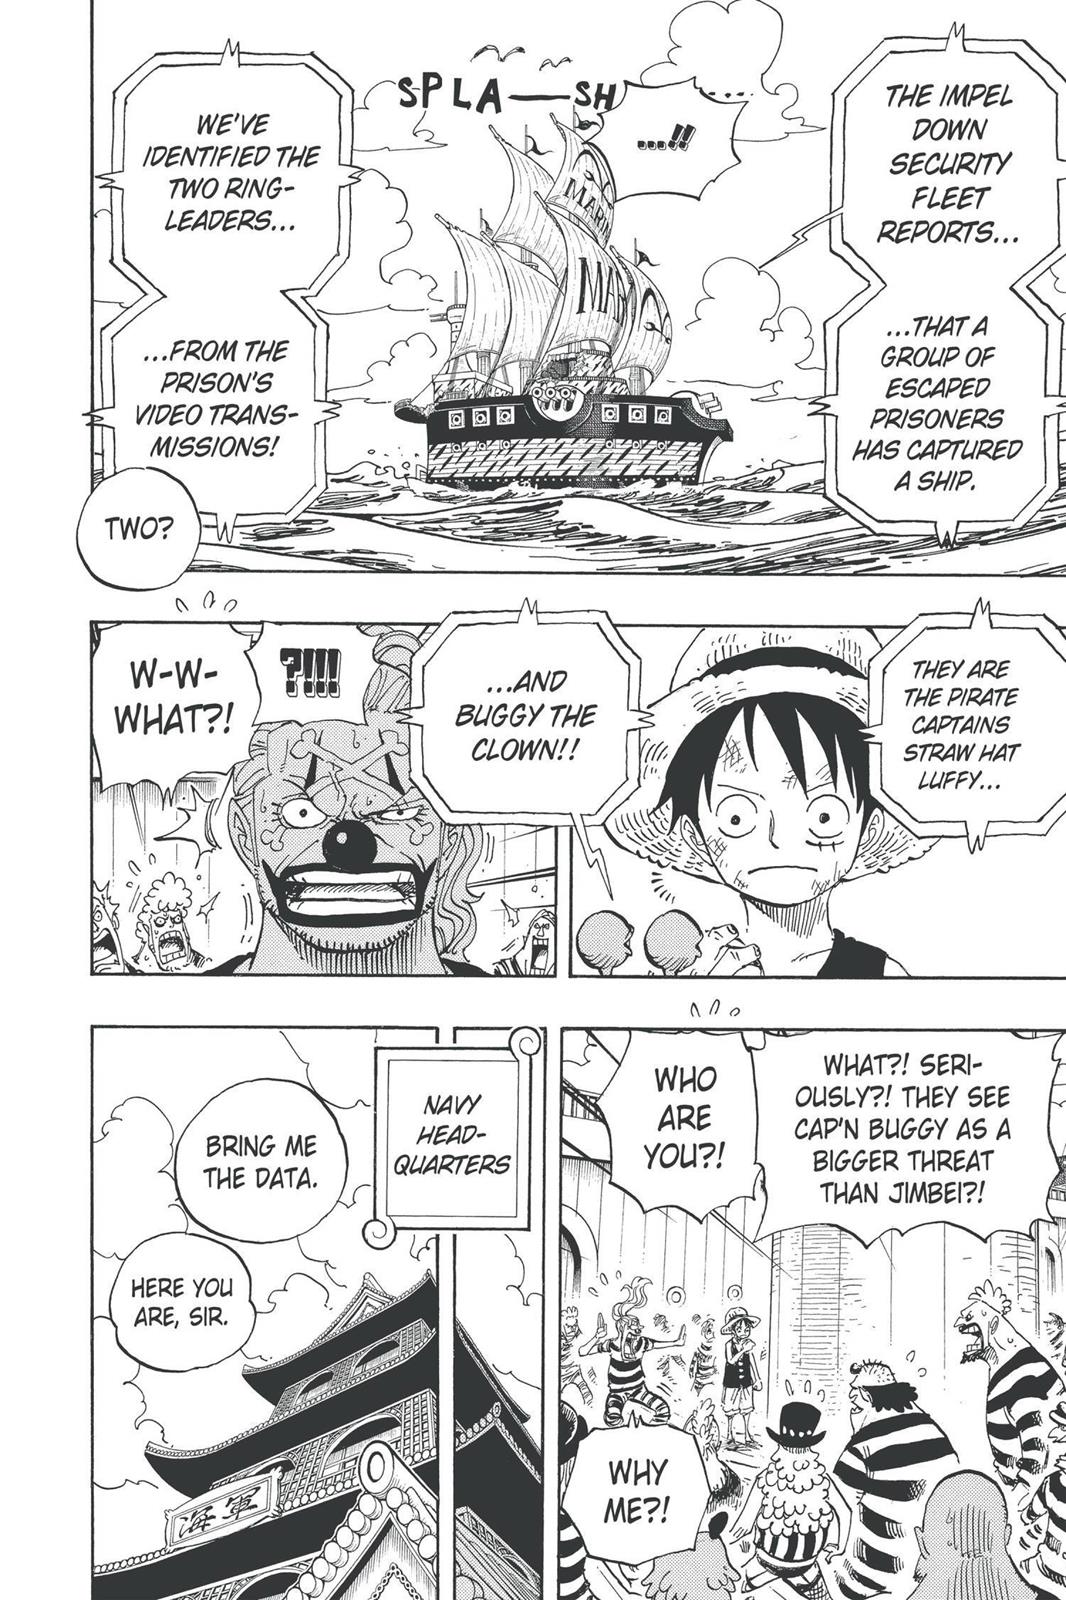 THE IMPEL
DOWN
SECURITY
FLEET
REPORTS...
...THAT A
GROUP OF
ESCAPED
PRISONERS
HAS CAPTURED
A SHIP.
...!!
SPLA—SH
MARIN
MA
WE'VE
IDENTIFIED THE
TWO RING-
LEADERS...
...FROM THE
PRISON'S
VIDEO TRANS-
MISSIONS!
TWO?
THEY ARE
THE PIRATE
CAPTAINS
STRAW HAT
LUFFY...
...AND
BUGGY THE
CLOWN!!
?!!!!
W-W-
WHAT?!
WHAT?! SERI-
OUSLY?! THEY SEE
CAP'N BUGGY AS A
BIGGER THREAT
THAN JIMBEI?!
WHO
ARE
YOU?!
WHY
ME?!
NAVY
HEAD-
QUARTERS
BRING ME
THE DATA.
HERE YOU
ARE, SIR.
海軍